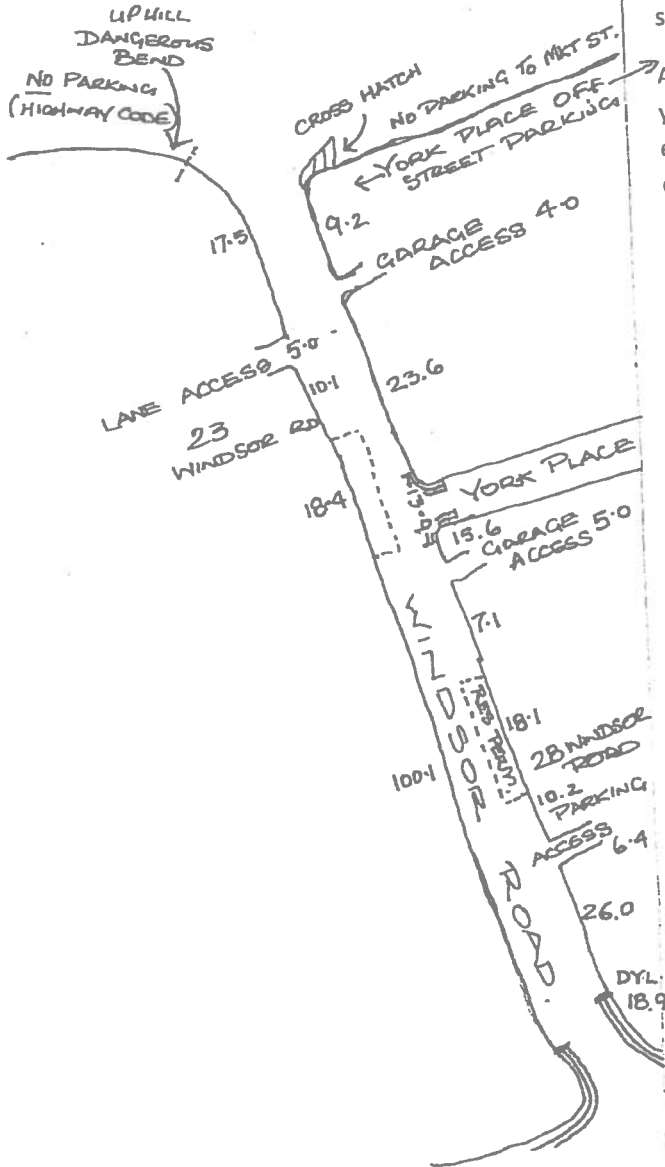 UPHILL
DANGEROUS
BEND
NO PARKING
(HIGHWAY CODE)
CROSS HATCH
NO PARKING TO MKT ST.
YORK PLACE OFF
STREET PARKING
9.2
17.5
GARAGE
ACCESS 4.0
LANE ACCESS 5.0
10.1
23.6
23
WINDSOR RD
18.4
YORK PLACE
15.6
GARAGE
ACCESS 5.0
7.1
WINDSOR ROAD.
RES PERM.
18.1
28 WINDSOR
ROAD
10.2
PARKING
ACCESS
6.4
100.1
26.0
DYL.
18.9